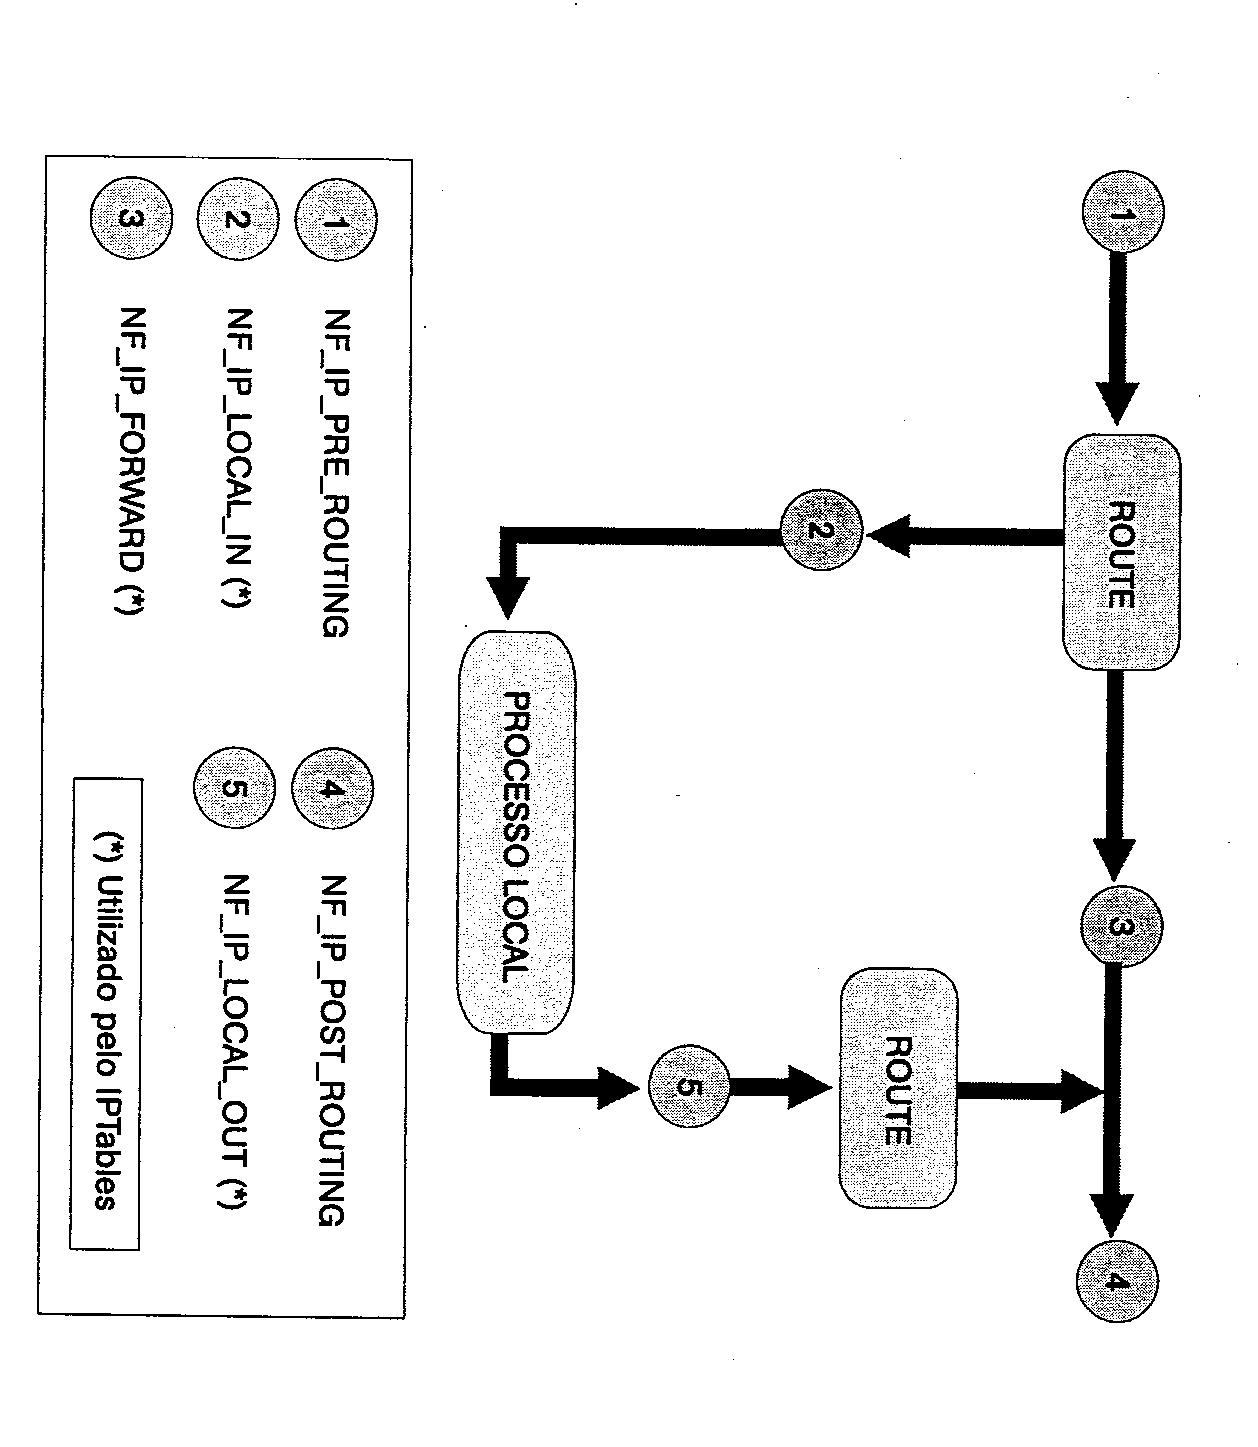 1
ROUTE
3
4
2
ROUTE
5
PROCESSO LOCAL
1 NF_IP_PRE_ROUTING
4 NF_IP_POST_ROUTING
2 NF_IP_LOCAL_IN (*)
5 NF_IP_LOCAL_OUT (*)
3 NF_IP_FORWARD (*)
(*) Utilizado pelo IPTables